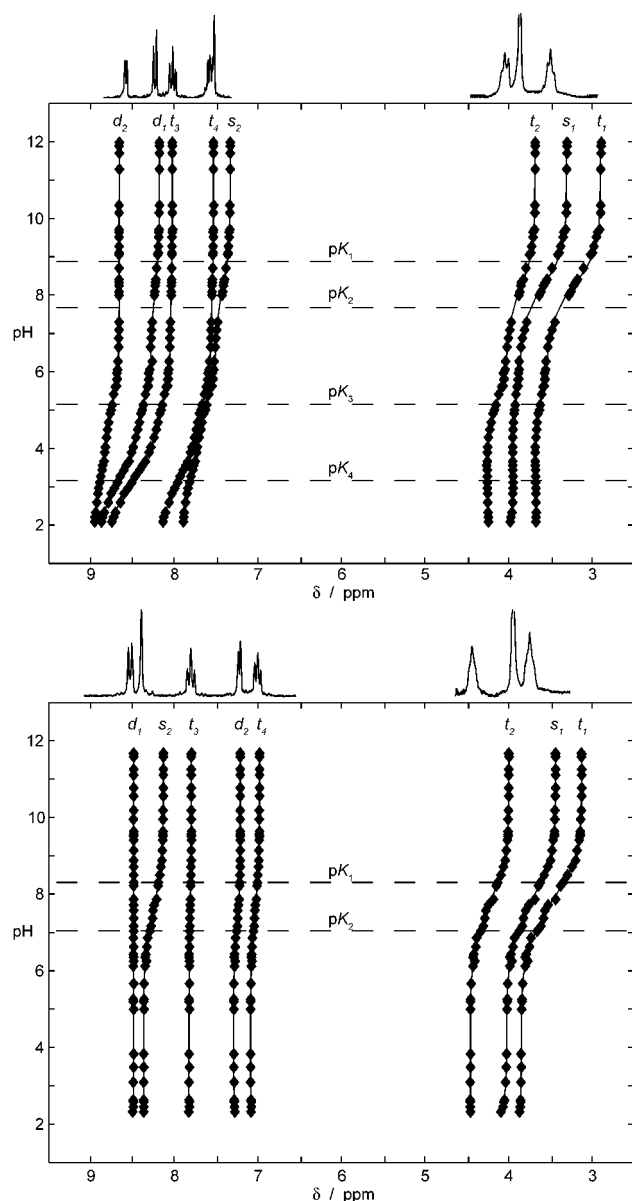 d₂ d₁ t₃ t₄ s₂ t₂ s₁ t₁
12
10
pK₁
8
pK₂
pH
6
pK₃
4
pK₄
2
9 8 7 6 5 4 3
δ / ppm
d₁ s₂ t₃ d₂ t₄ t₂ s₁ t₁
12
10
pK₁
8
pH
pK₂
6
4
2
9 8 7 6 5 4 3
δ / ppm